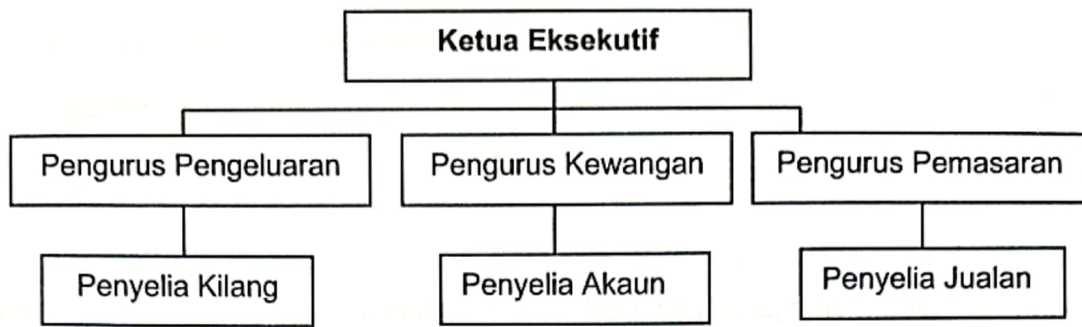 Ketua Eksekutif
Pengurus Pengeluaran
Pengurus Kewangan
Pengurus Pemasaran
Penyelia Kilang
Penyelia Akaun
Penyelia Jualan